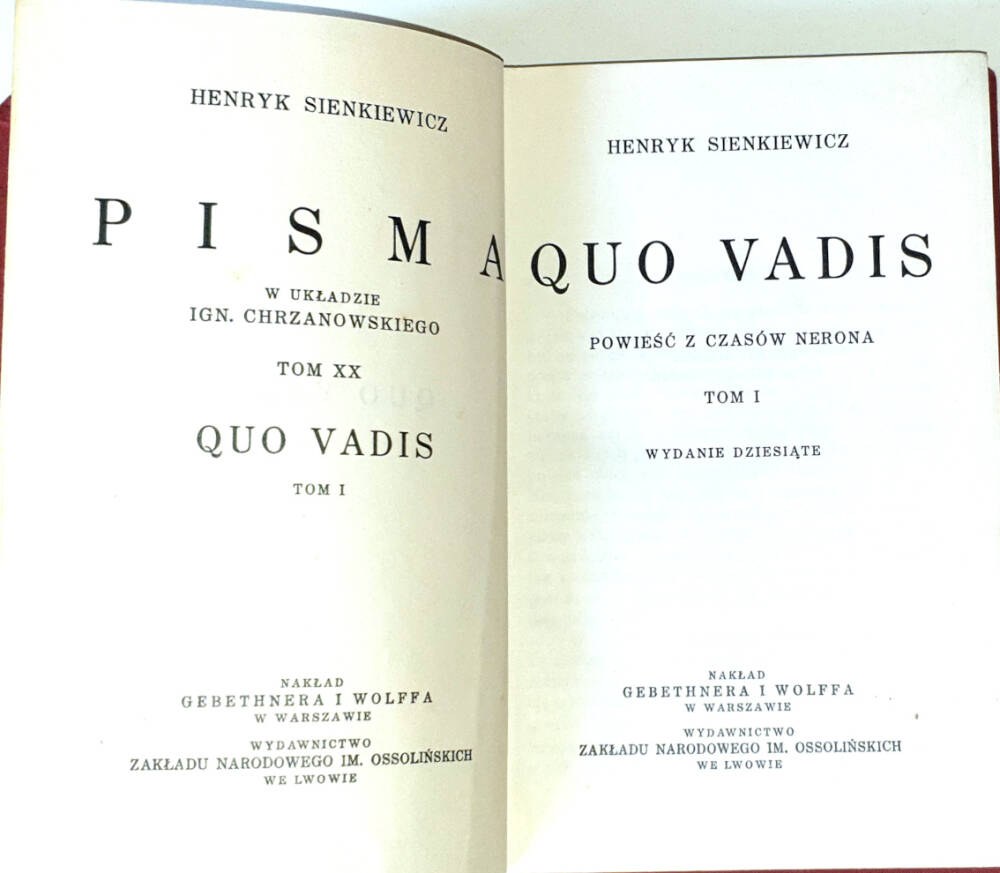 HENRYK SIENKIEWICZ
PISMA
W UKŁADZIE
IGN. CHRZANOWSKIEGO
TOM XX
QUO VADIS
TOM I
NAKŁAD
GEBETHNERA I WOLFFA
W WARSZAWIE
WYDAWNICTWO
ZAKŁADU NARODOWEGO IM. OSSOLIŃSKICH
WE LWOWIE
HENRYK SIENKIEWICZ
QUO VADIS
POWIEŚĆ Z CZASÓW NERONA
TOM I
WYDANIE DZIESIĄTE
NAKŁAD
GEBETHNERA I WOLFFA
W WARSZAWIE
WYDAWNICTWO
ZAKŁADU NARODOWEGO IM. OSSOLIŃSKICH
WE LWOWIE